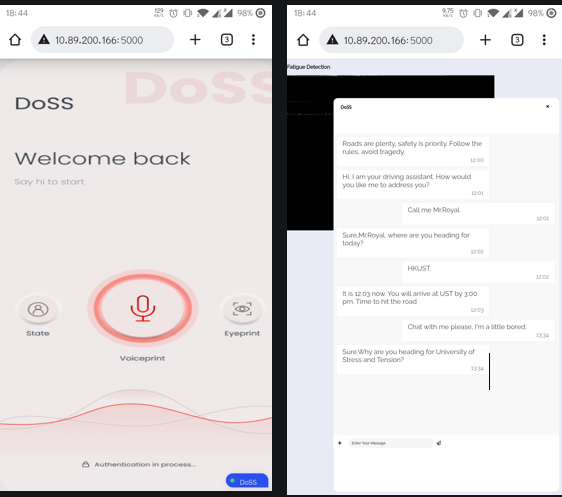 18:44
129
KB/S
98%
10.89.200.166:5000
3
DoSS
DoSS
Welcome back
Say hi to start
State
Voiceprint
Eyeprint
Authentication in process...
DoSS
18:44
9.75
KB/S
98%
10.89.200.166:5000
3
Fatigue Detection
DoSS
×
Roads are plenty, safety is priority. Follow the
rules, avoid tragedy.
12:00
Hi. I am your driving assistant. How would
you like me to address you?
12:01
Call me Mr.Royal.
12:01
Sure,Mr.Royal, where are you heading for
today?
12:02
HKUST.
12:02
It is 12:03 now. You will arrive at UST by 3:00
pm. Time to hit the road
12:03
Chat with me please, I'm a little bored.
13:34
Sure.Why are you heading for University of
Stress and Tension?
13:34
Enter Your Message